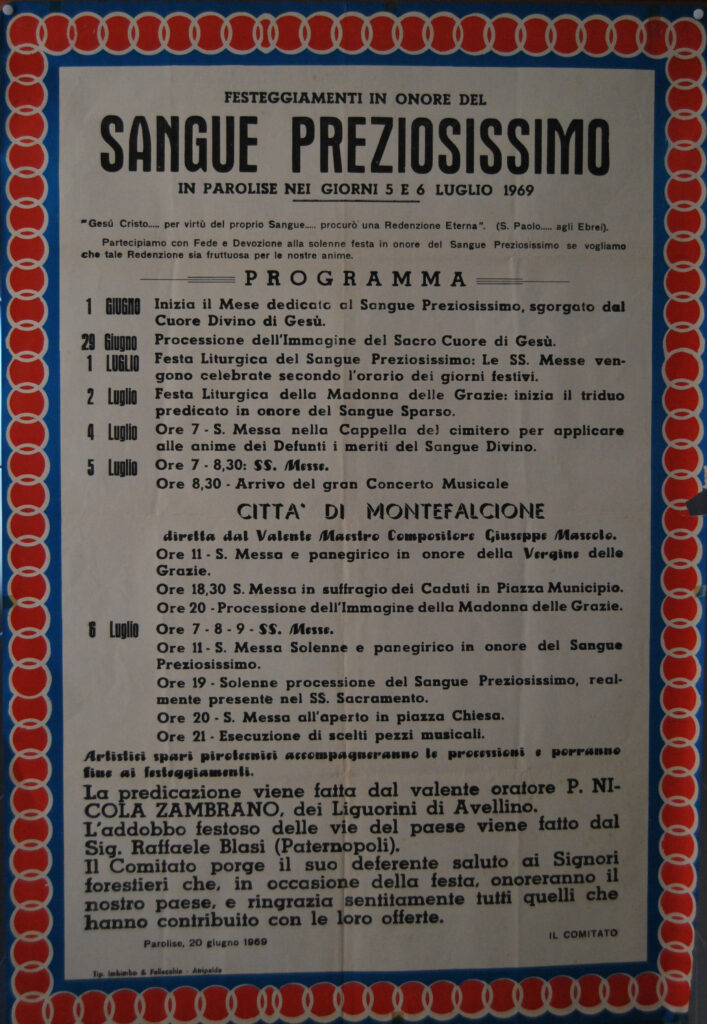 FESTEGGIAMENTI IN ONORE DEL
SANGUE PREZIOSISSIMO
IN PAROLISE NEI GIORNI 5 E 6 LUGLIO 1969
"Gesú Cristo..... per virtú del proprio Sangue..... procurò una Redenzione Eterna". (S. Paolo..... agli Ebrei).
Partecipiamo con Fede e Devozione alla solenne festa in onore del Sangue Preziosissimo se vogliamo
che tale Redenzione sia fruttuosa per le nostre anime.
PROGRAMMA
1 GIUGNO Inizia il Mese dedicato al Sangue Preziosissimo, sgorgato dal
Cuore Divino di Gesù.
29 Giugno Processione dell'Immagine del Sacro Cuore di Gesù.
1 LUGLIO Festa Liturgica del Sangue Preziosissimo: Le SS. Messe ven-
gono celebrate secondo l'orario dei giorni festivi.
2 Luglio Festa Liturgica della Madonna delle Grazie: inizia il triduo
predicato in onore del Sangue Sparso.
4 Luglio Ore 7 - S. Messa nella Cappella del cimitero per applicare
alle anime dei Defunti i meriti del Sangue Divino.
5 Luglio Ore 7 - 8,30: SS. Messe.
Ore 8,30 - Arrivo del gran Concerto Musicale
CITTA' DI MONTEFALCIONE
diretta dal Valente Maestro Compositore Giuseppe Mascolo.
Ore 11 - S. Messa e panegirico in onore della Vergine delle
Grazie.
Ore 18,30 S. Messa in suffragio dei Caduti in Piazza Municipio.
Ore 20 - Processione dell'Immagine della Madonna delle Grazie.
6 Luglio Ore 7 - 8 - 9 - SS. Messe.
Ore 11 - S. Messa Solenne e panegirico in onore del Sangue
Preziosissimo.
Ore 19 - Solenne processione del Sangue Preziosissimo, real-
mente presente nel SS. Sacramento.
Ore 20 - S. Messa all'aperto in piazza Chiesa.
Ore 21 - Esecuzione di scelti pezzi musicali.
Artistici spari pirotecnici accompagneranno le processioni e porranno
fine ai festeggiamenti.
La predicazione viene fatta dal valente oratore P. NI-
COLA ZAMBRANO, dei Liguorini di Avellino.
L'addobbo festoso delle vie del paese viene fatto dal
Sig. Raffaele Blasi (Paternopoli).
Il Comitato porge il suo deferente saluto ai Signori
forestieri che, in occasione della festa, onoreranno il
nostro paese, e ringrazia sentitamente tutti quelli che
hanno contribuito con le loro offerte.
Parolise, 20 giugno 1969
IL COMITATO
Tip. Imbimbo & Pellecchia - Atripalda